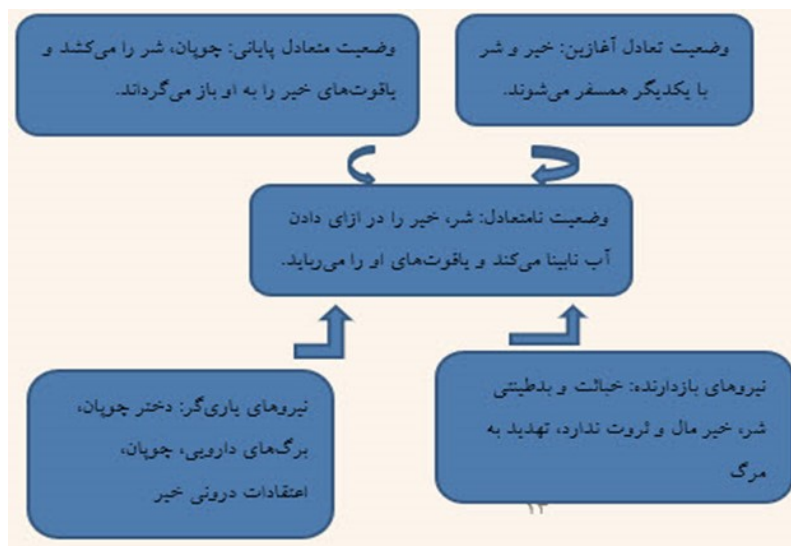 وضعیت تعادل آغازین: خیر و شر
با یکدیگر همسفر می‌شوند.
وضعیت متعادل پایانی: چوپان، شر را می‌کشد و
یاقوت‌های خیر را به او باز می‌گرداند.
وضعیت نامتعادل: شر، خیر را در ازای دادن
آب نابینا می‌کند و یاقوت‌های او را می‌رباید.
نیروهای بازدارنده: خباثت و بدطینتی
شر، خیر مال و ثروت ندارد، تهدید به
مرگ
نیروهای یاری‌گر: دختر چوپان،
برگ‌های دارویی، چوپان،
اعتقادات درونی خیر